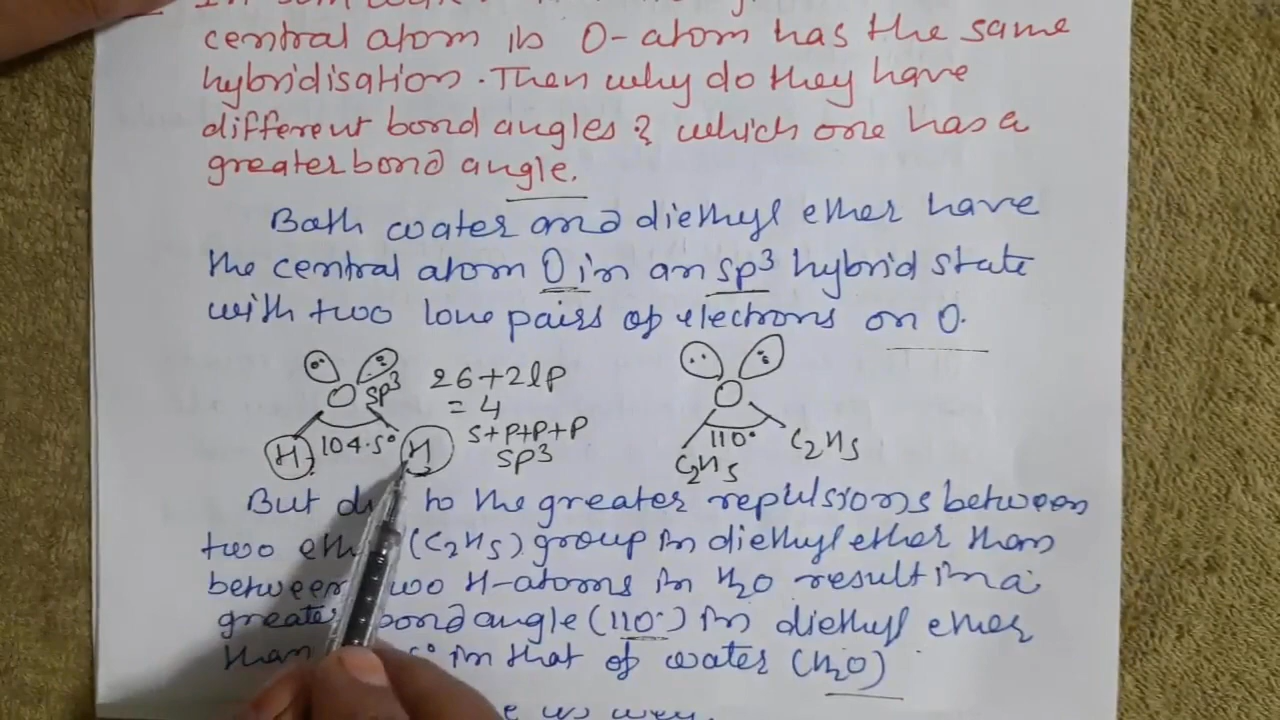 central atom is O-atom has the same
hybridisation. Then why do they have
different bond angles? which one has a
greater bond angle.
Both water and diethyl ether have
the central atom O in an sp³ hybrid state
with two lone pairs of electrons on O.
O sp³
H 104.5° H
2б+2lp
= 4
s+p+p+p
sp³
O
110°
C₂H₅ C₂H₅
But to the greater repulsions between
two (C₂H₅) group in diethyl ether than
between two H-atoms in H₂O result in a
greater bond angle (110°) in diethyl ether
than in that of water (H₂O)